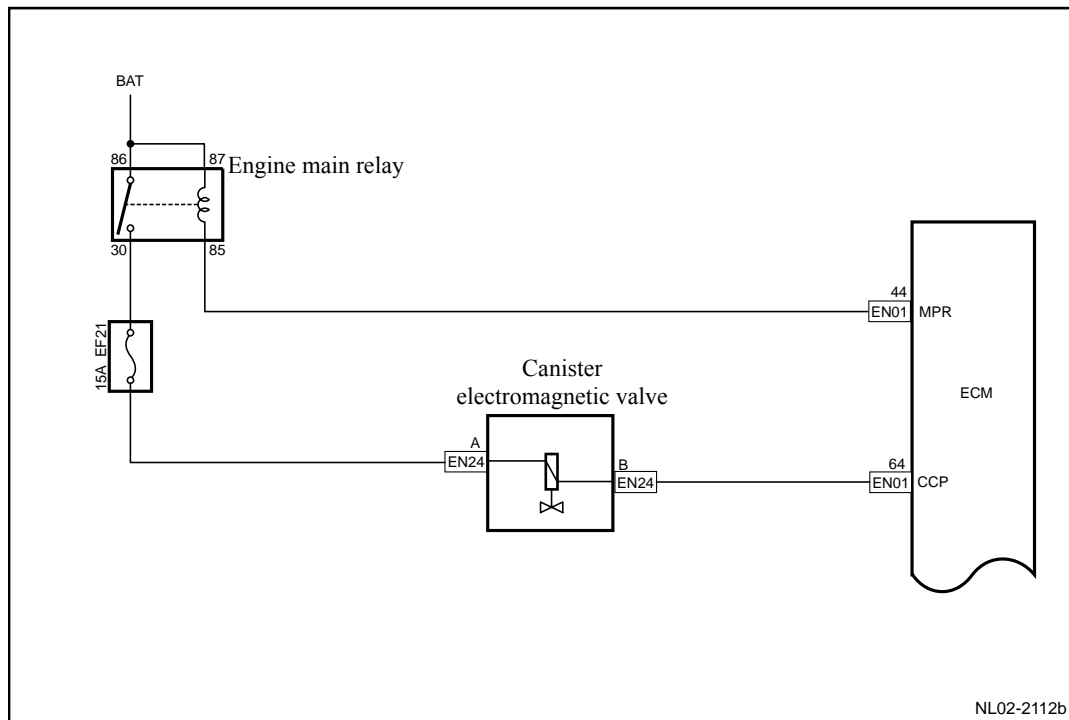 BAT
86
87
Engine main relay
30
85
15A EF21
44
EN01
MPR
Canister
electromagnetic valve
ECM
A
EN24
B
EN24
64
EN01
CCP
NL02-2112b